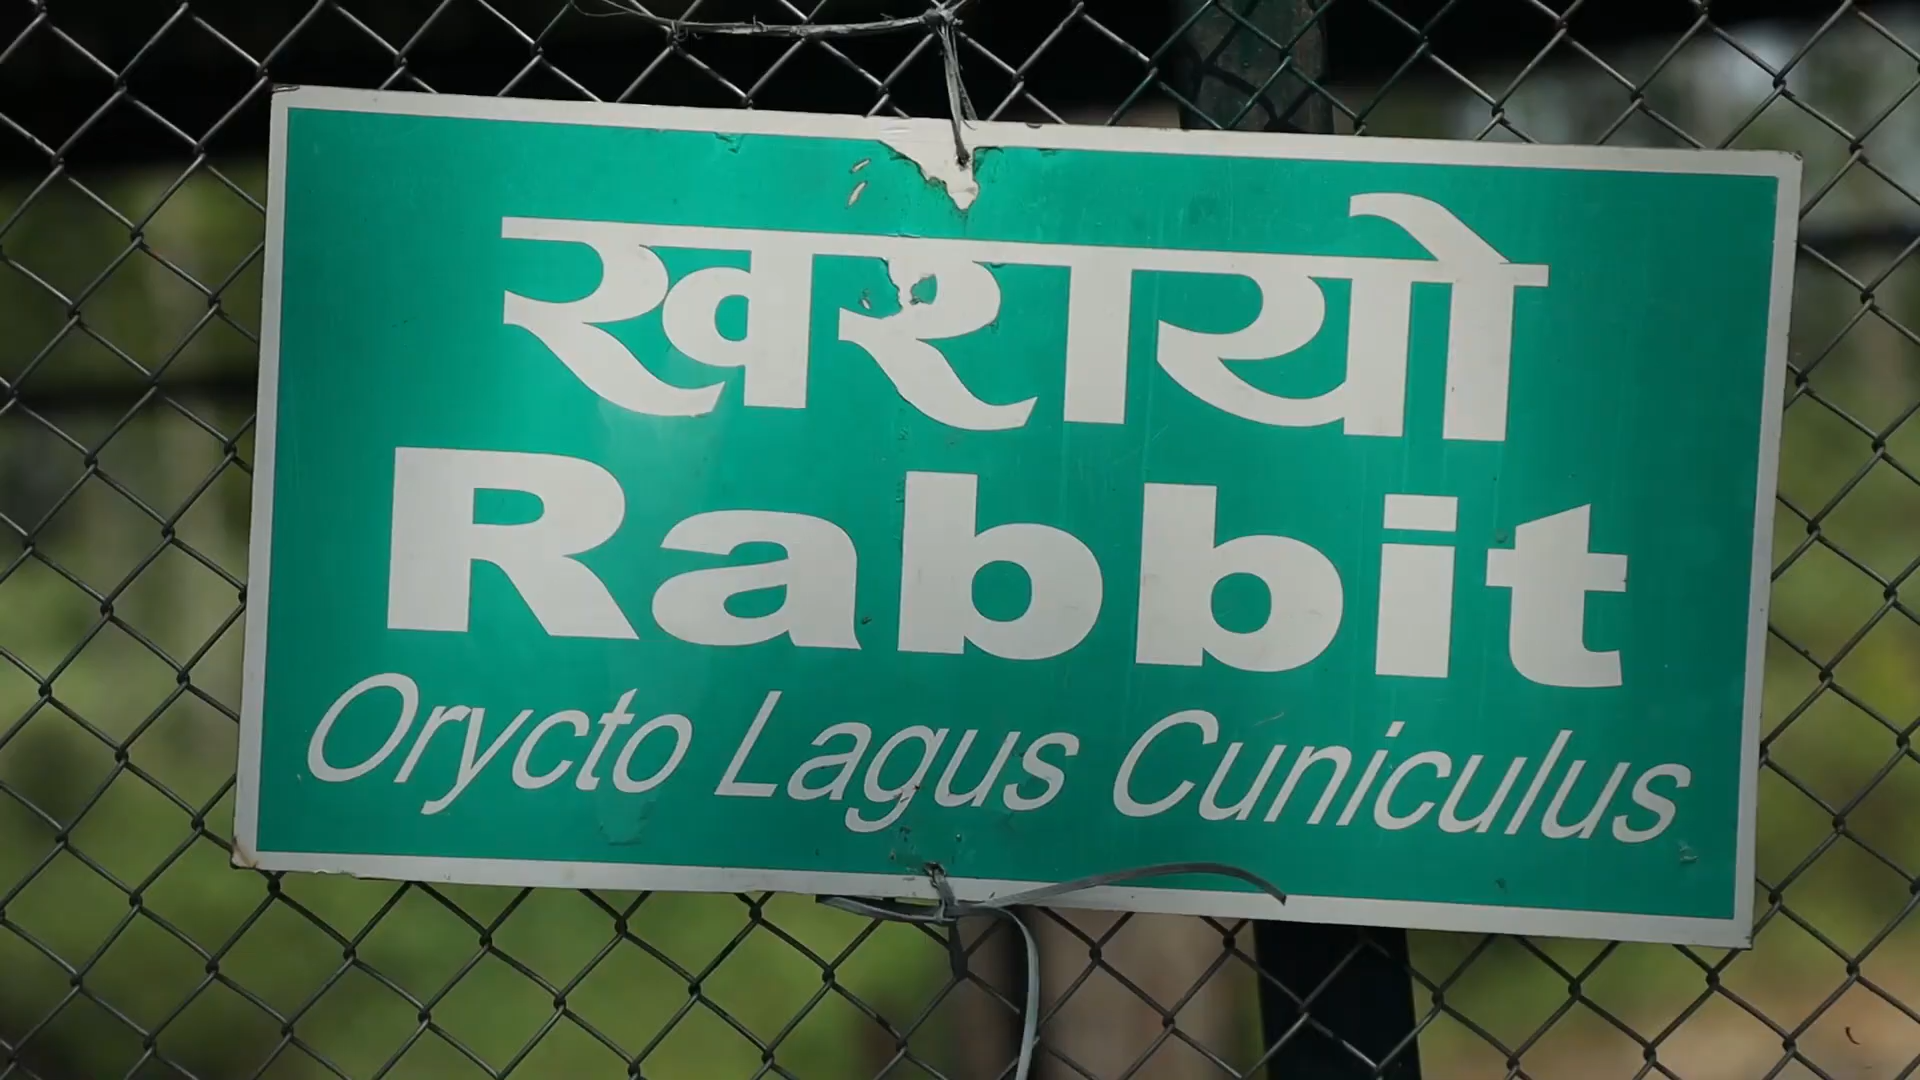 खरायो
Rabbit
Orycto Lagus Cuniculus